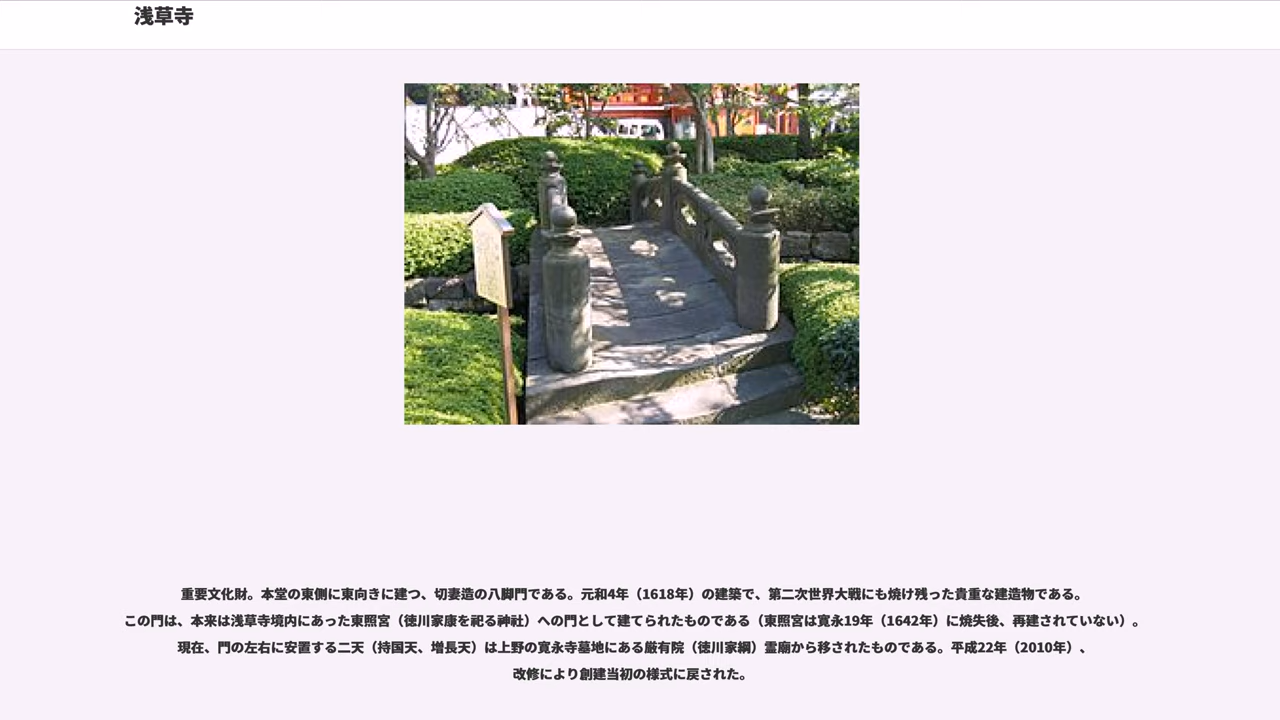 浅草寺
重要文化財。本堂の東側に東向きに建つ、切妻造の八脚門である。元和4年（1618年）の建築で、第二次世界大戦にも焼け残った貴重な建造物である。
この門は、本来は浅草寺境内にあった東照宮（徳川家康を祀る神社）への門として建てられたものである（東照宮は寛永19年（1642年）に焼失後、再建されていない）。
現在、門の左右に安置する二天（持国天、増長天）は上野の寛永寺墓地にある厳有院（徳川家綱）霊廟から移されたものである。平成22年（2010年）、
改修により創建当初の様式に戻された。